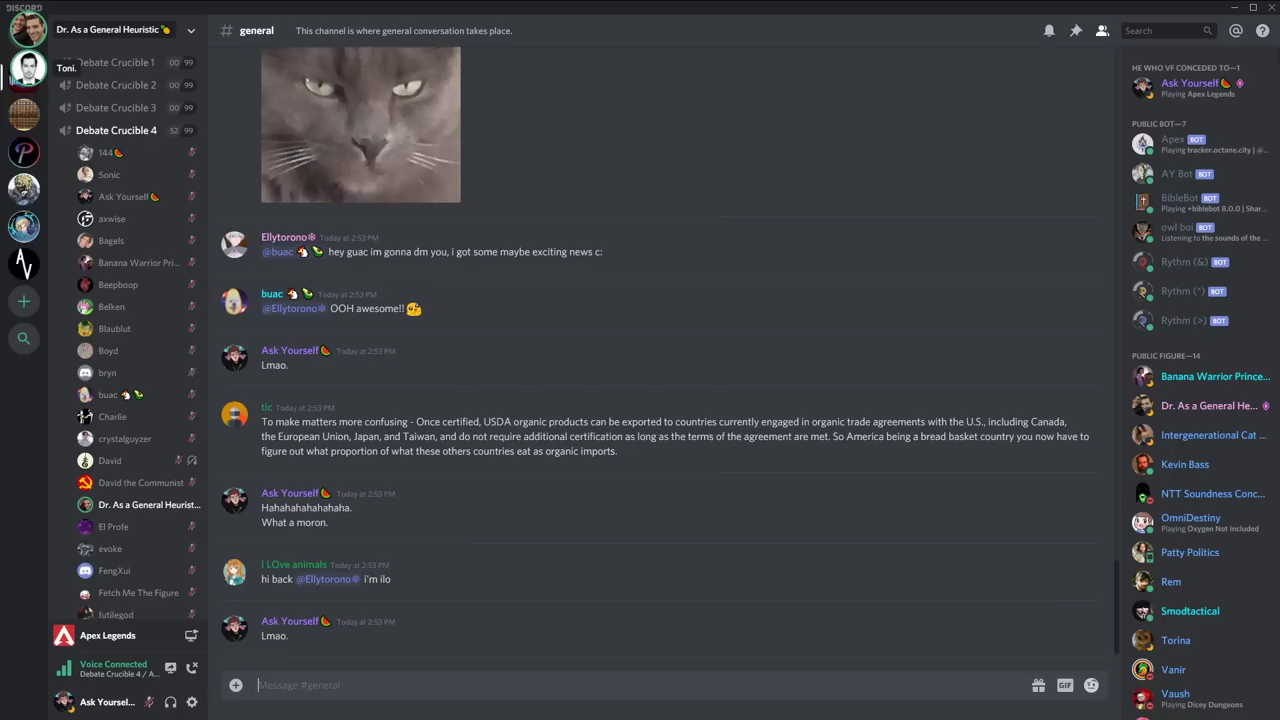 DISCORD
Dr. As a General Heuristic
Toni.
Debate Crucible 1 00 99
Debate Crucible 2 00 99
Debate Crucible 3 00 99
Debate Crucible 4 52 99
144
Sonic
Ask Yourself
axwise
Bagels
Banana Warrior Pri...
Beepboop
Belken
Blaublut
Boyd
bryn
buac
Charlie
crystalguyzer
David
David the Communist
Dr. As a General Heurist...
El Profe
evoke
FengXui
Fetch Me The Figure
futilegod
Apex Legends
Voice Connected
Debate Crucible 4 / A...
Ask Yoursel...
# general This channel is where general conversation takes place.
Search
Ellytorono❄ Today at 2:53 PM
@buac hey guac im gonna dm you, i got some maybe exciting news c:
buac Today at 2:53 PM
@Ellytorono❄ OOH awesome!!
Ask Yourself Today at 2:53 PM
Lmao.
tic Today at 2:53 PM
To make matters more confusing - Once certified, USDA organic products can be exported to countries currently engaged in organic trade agreements with the U.S., including Canada,
the European Union, Japan, and Taiwan, and do not require additional certification as long as the terms of the agreement are met. So America being a bread basket country you now have to
figure out what proportion of what these others countries eat as organic imports.
Ask Yourself Today at 2:53 PM
Hahahahahahahaha.
What a moron.
I LOve animals Today at 2:53 PM
hi back @Ellytorono❄ i'm ilo
Ask Yourself Today at 2:53 PM
Lmao.
Message #general
GIF
HE WHO VF CONCEDED TO—1
Ask Yourself
Playing Apex Legends
PUBLIC BOT—7
Apex BOT
Playing tracker.octane.city | @...
AY Bot BOT
BibleBot BOT
Playing +biblebot 8.0.0 | Shar...
owl bot BOT
Listening to the sounds of the ...
Rythm (&) BOT
Rythm (*) BOT
Rythm (>) BOT
PUBLIC FIGURE—14
Banana Warrior Prince...
Dr. As a General He...
Intergenerational Cat ...
Kevin Bass
NTT Soundness Conc...
OmniDestiny
Playing Oxygen Not Included
Patty Politics
Rem
Smodtactical
Torina
Vanir
Vaush
Playing Dicey Dungeons